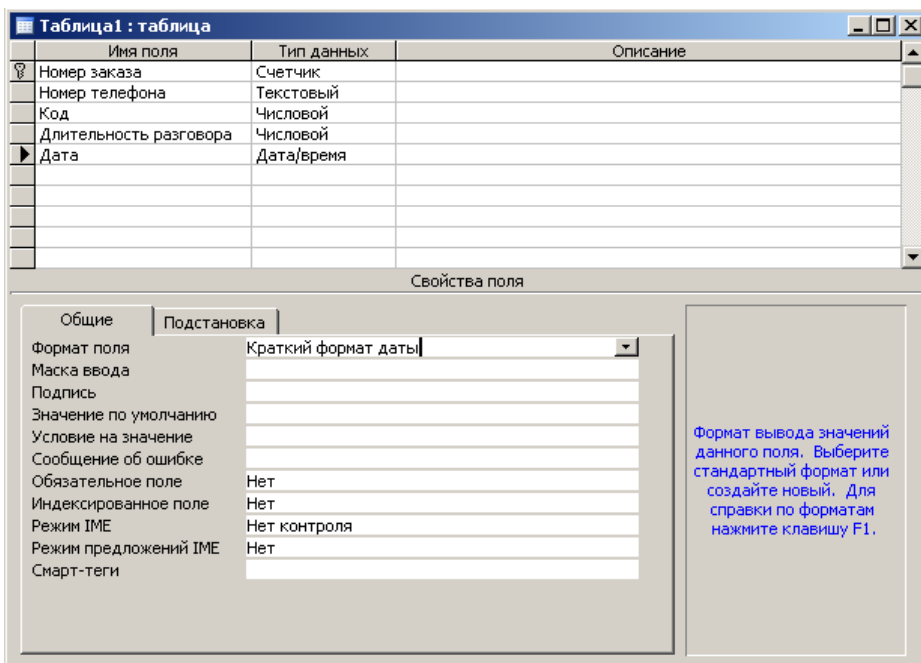 Таблица1 : таблица
Имя поля Тип данных Описание
Номер заказа Счетчик
Номер телефона Текстовый
Код Числовой
Длительность разговора Числовой
Дата Дата/время
Свойства поля
Общие Подстановка
Формат поля Краткий формат даты
Маска ввода
Подпись
Значение по умолчанию
Условие на значение
Сообщение об ошибке
Обязательное поле Нет
Индексированное поле Нет
Режим IME Нет контроля
Режим предложений IME Нет
Смарт-теги
Формат вывода значений
данного поля. Выберите
стандартный формат или
создайте новый. Для
справки по форматам
нажмите клавишу F1.